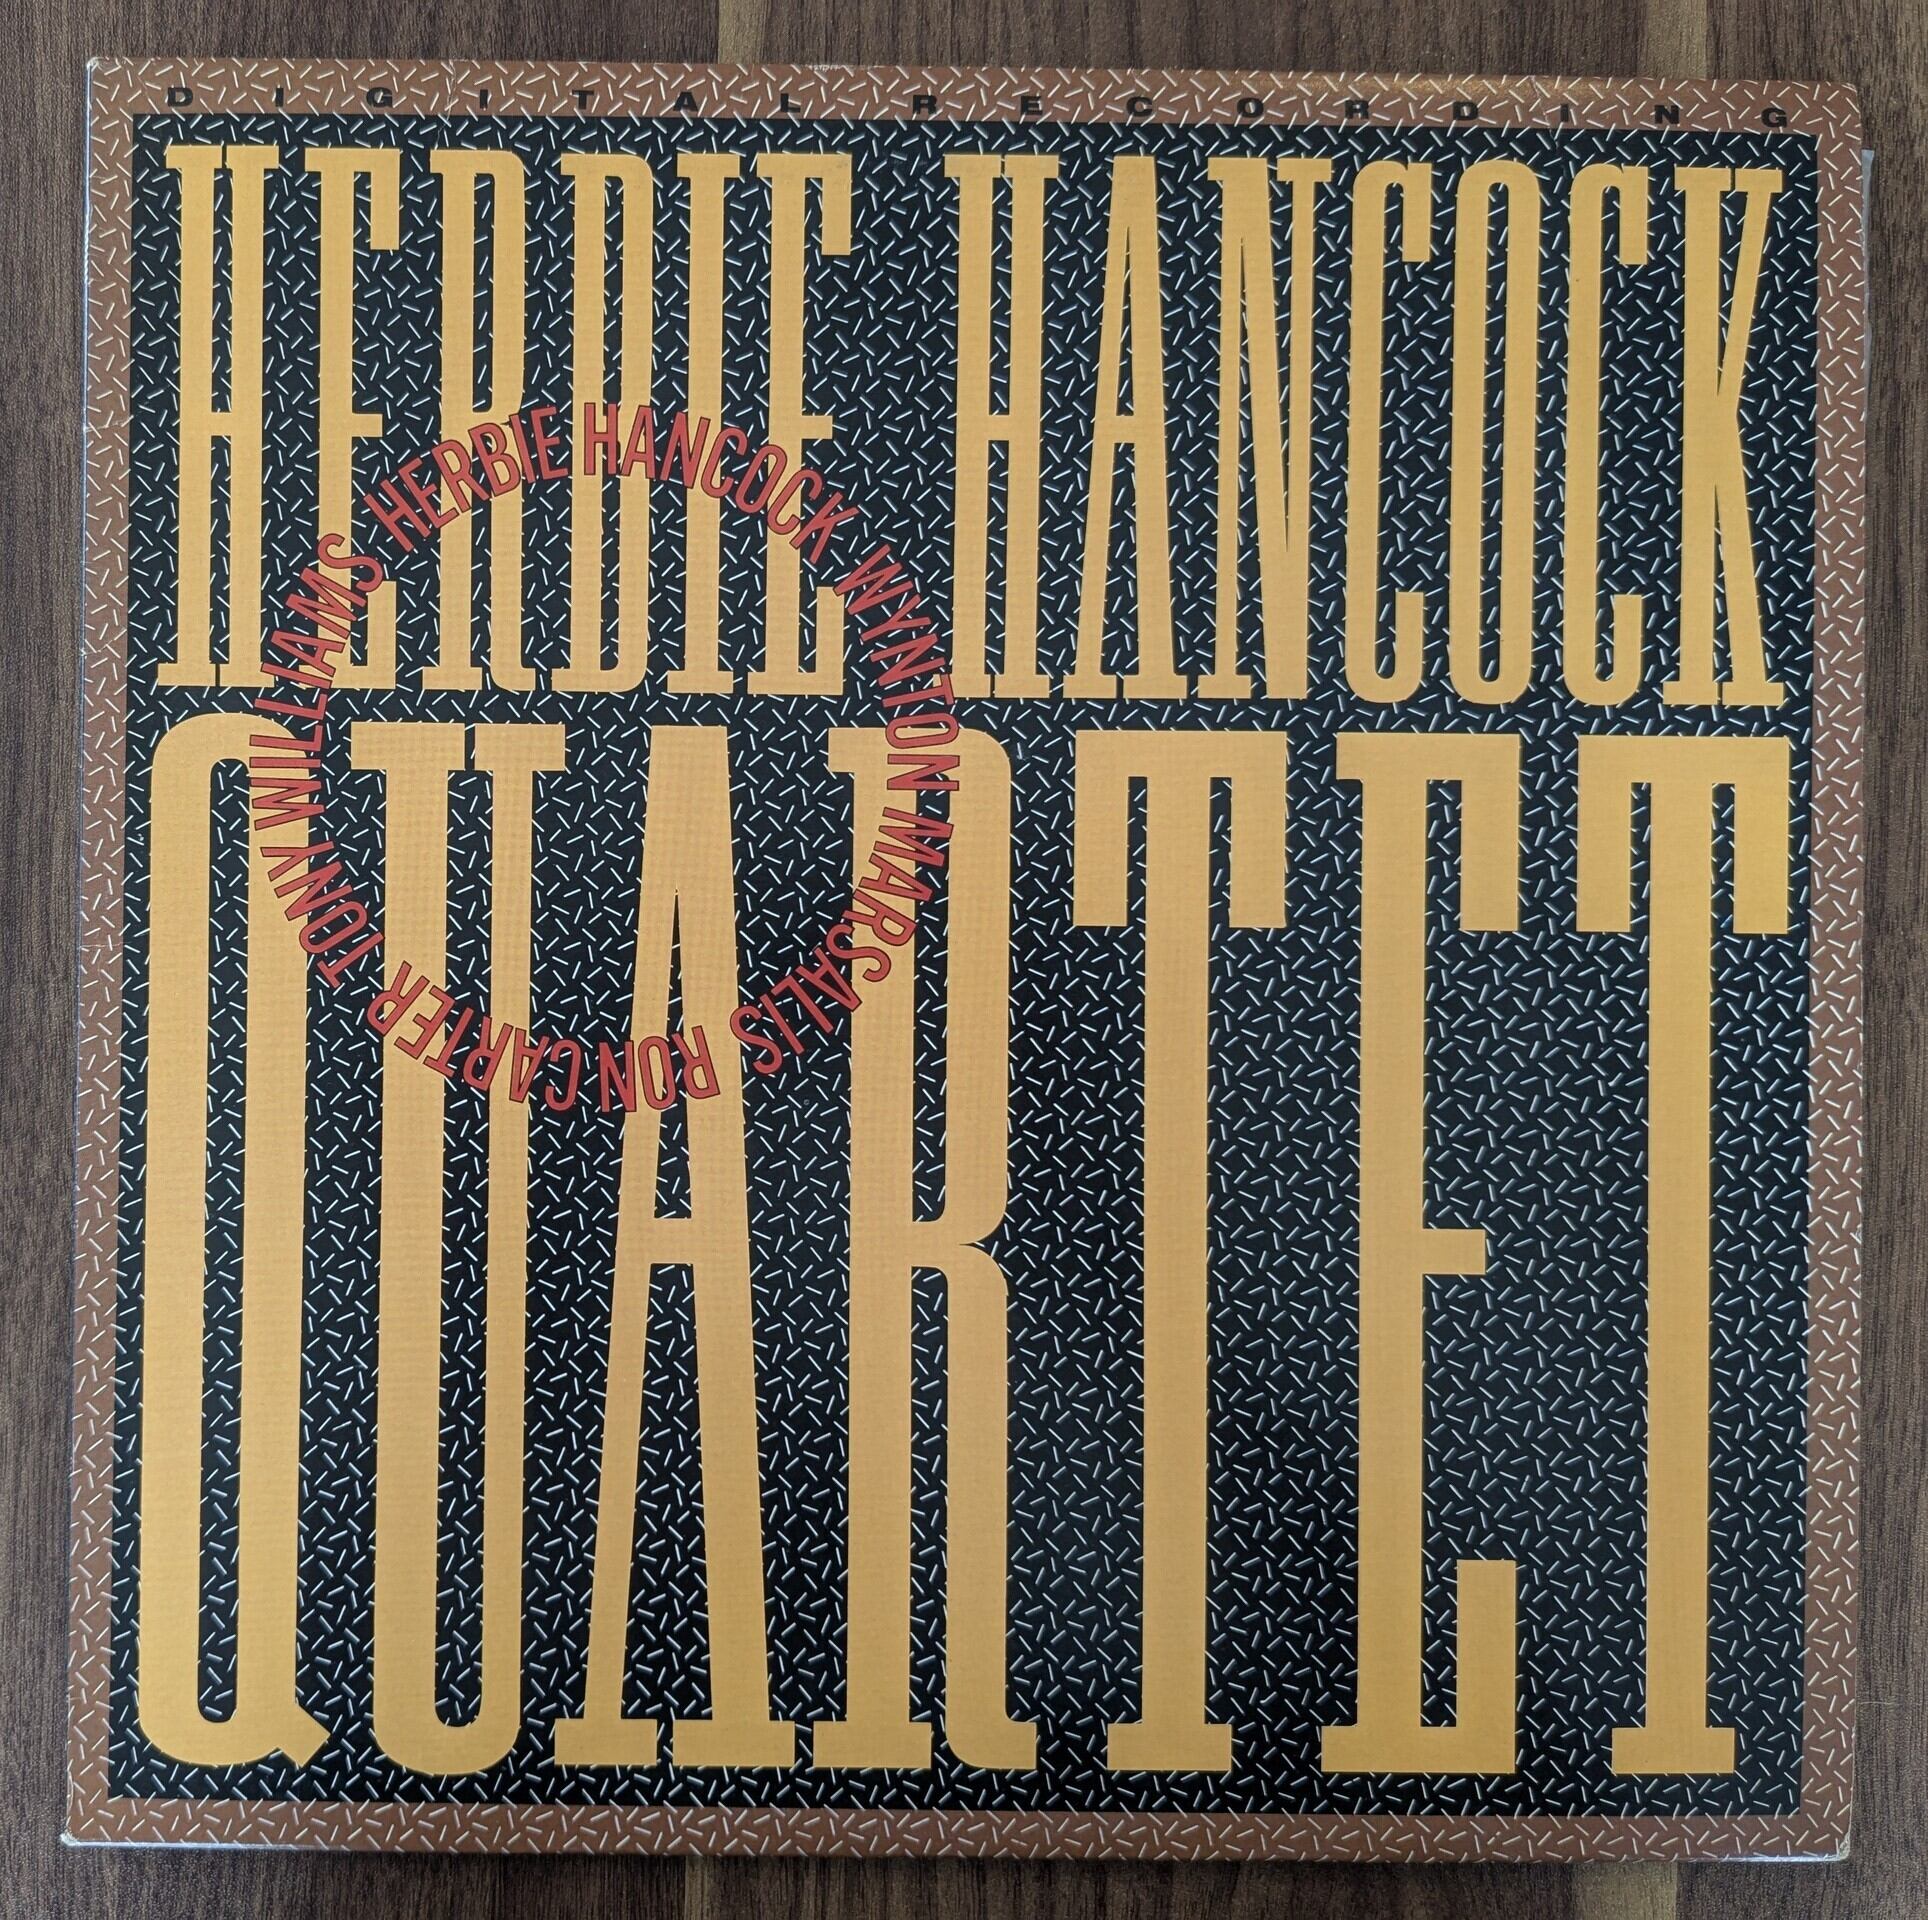 DIGITAL RECORDING
HERBIE HANCOCK
QUARTET
HERBIE HANCOCK WYNTON MARSALIS RON CARTER TONY WILLIAMS